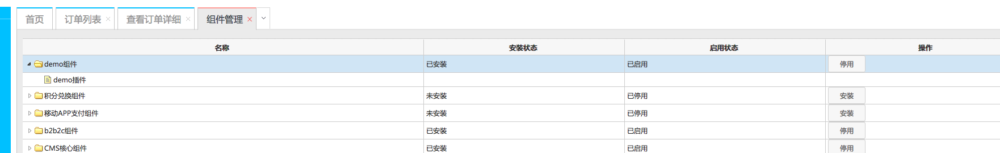 首页 订单列表 查看订单详细 组件管理
名称 安装状态 启用状态 操作
demo组件 已安装 已启用 停用
demo插件
积分兑换组件 未安装 已停用 安装
移动APP支付组件 未安装 已停用 安装
b2b2c组件 已安装 已启用 停用
CMS核心组件 已安装 已启用 停用